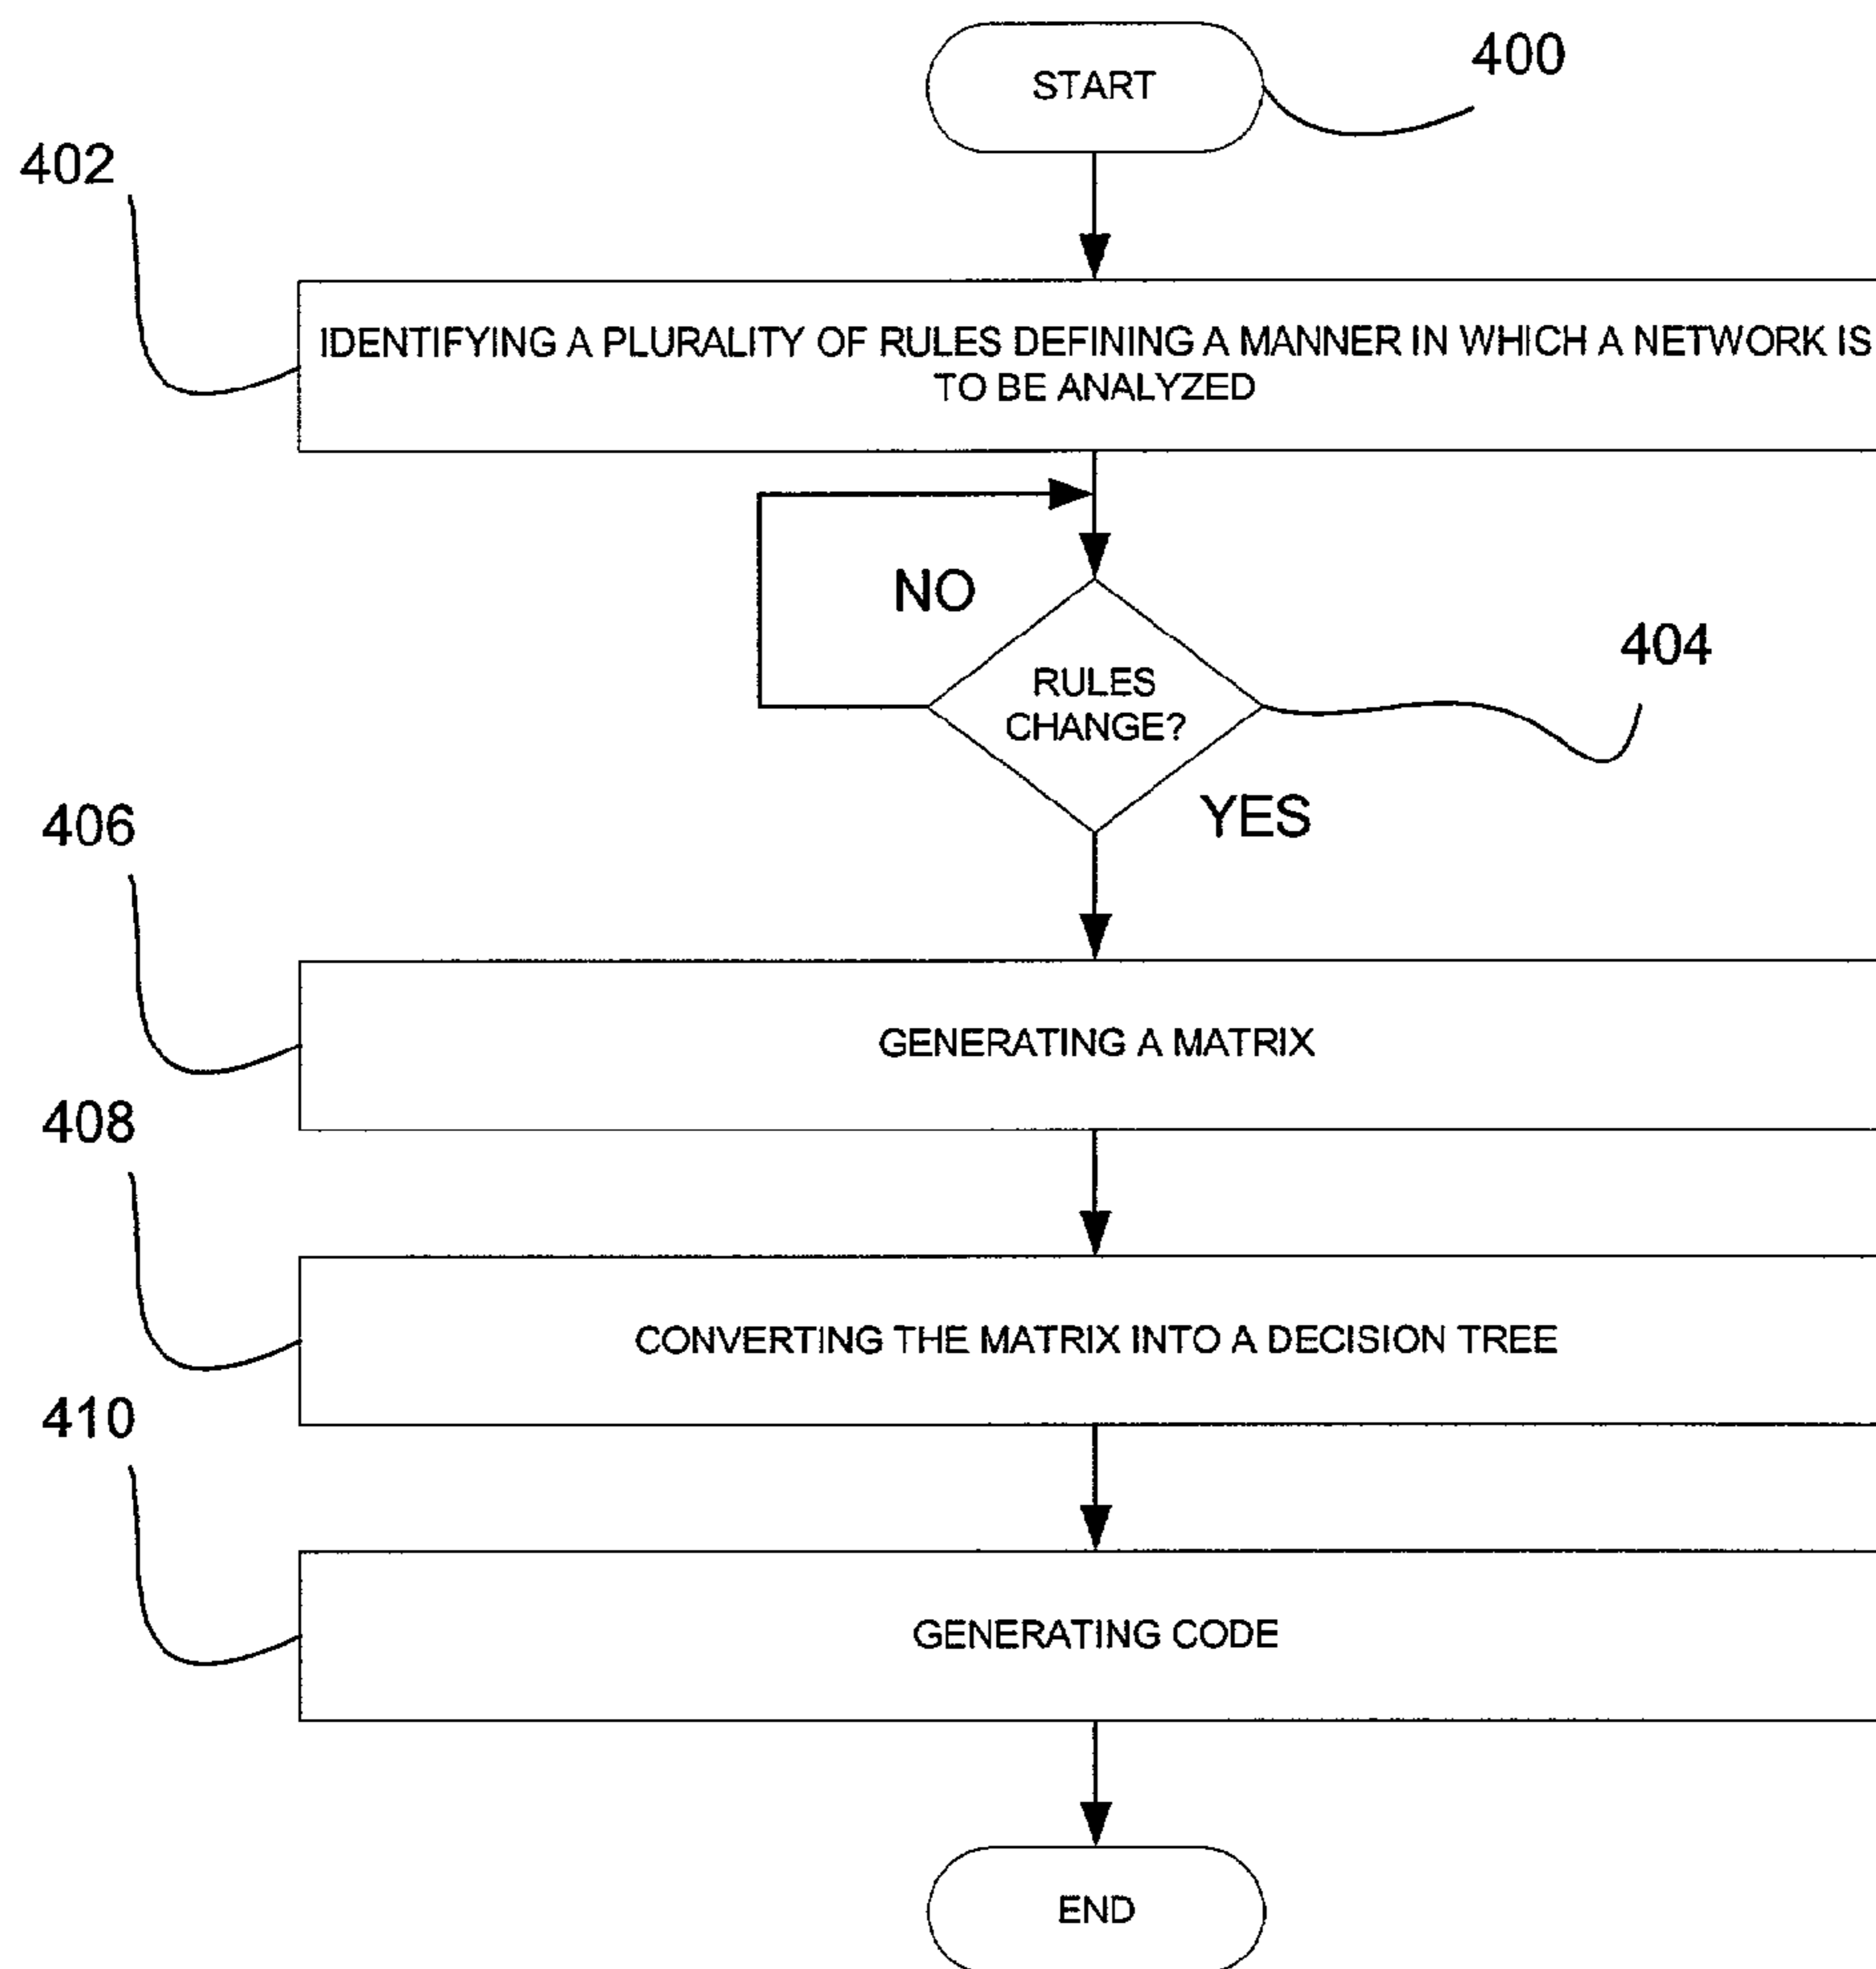 START
400
402
IDENTIFYING A PLURALITY OF RULES DEFINING A MANNER IN WHICH A NETWORK IS
TO BE ANALYZED
NO
RULES
CHANGE?
404
YES
406
GENERATING A MATRIX
408
CONVERTING THE MATRIX INTO A DECISION TREE
410
GENERATING CODE
END